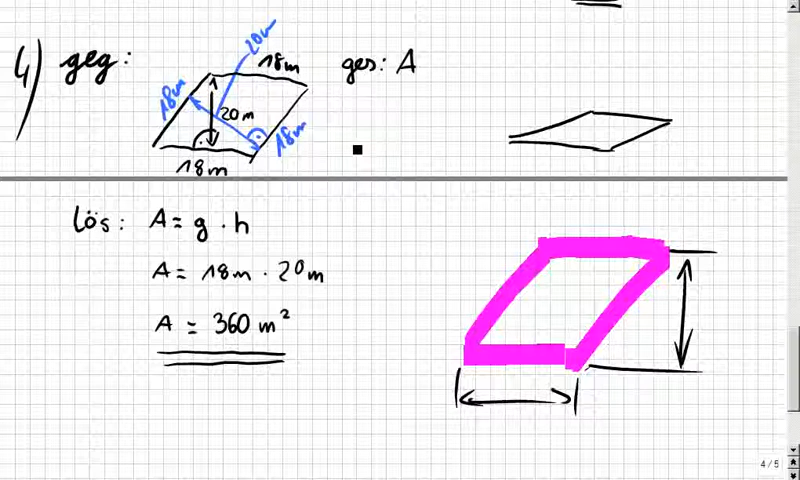 4) geg:
20m
18m
18m
20m
18m
18m
ges: A
Lös: A = g · h
A = 18m · 20m
A = 360 m²
4/5